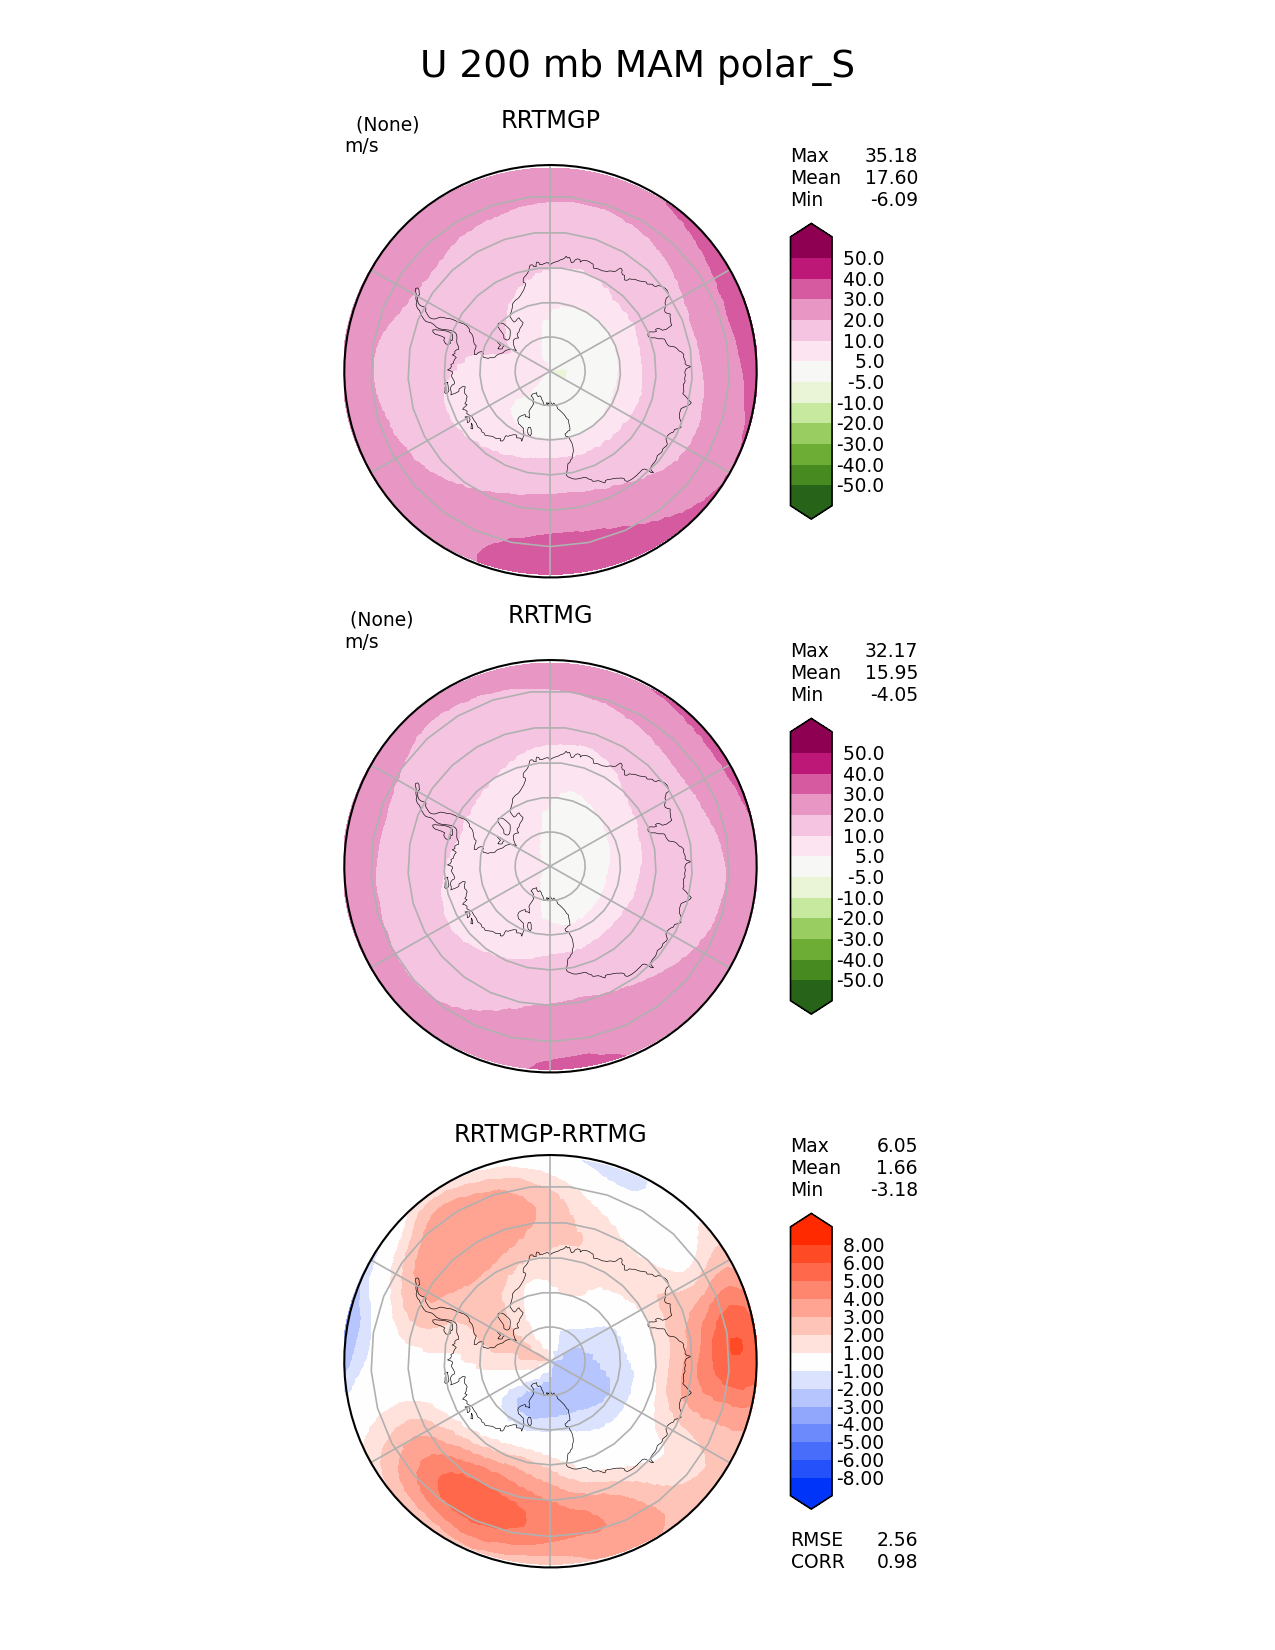 U 200 mb MAM polar_S
RRTMGP
(None)
m/s
Max 35.18
Mean 17.60
Min -6.09
50.0
40.0
30.0
20.0
10.0
5.0
-5.0
-10.0
-20.0
-30.0
-40.0
-50.0
RRTMG
(None)
m/s
Max 32.17
Mean 15.95
Min -4.05
50.0
40.0
30.0
20.0
10.0
5.0
-5.0
-10.0
-20.0
-30.0
-40.0
-50.0
RRTMGP-RRTMG
Max 6.05
Mean 1.66
Min -3.18
8.00
6.00
5.00
4.00
3.00
2.00
1.00
-1.00
-2.00
-3.00
-4.00
-5.00
-6.00
-8.00
RMSE 2.56
CORR 0.98